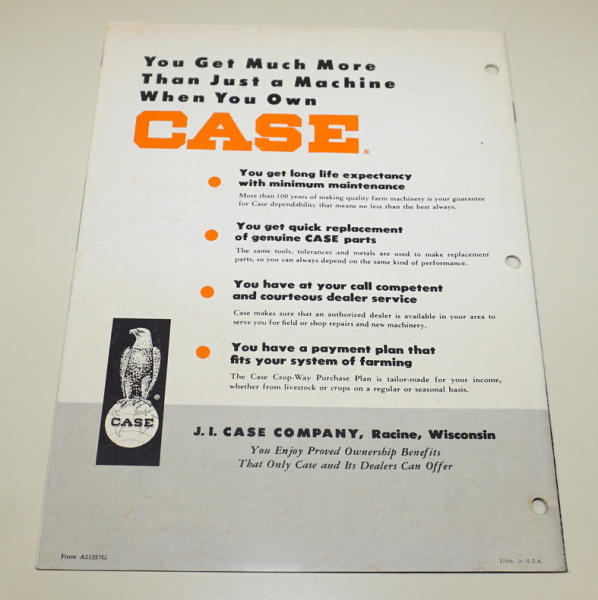 You Get Much More
Than Just a Machine
When You Own
CASE®
You get long life expectancy
with minimum maintenance
More than 100 years of making quality farm machinery is your guarantee
for Case dependability that means no less than the best always.
You get quick replacement
of genuine CASE parts
The same tools, tolerances and metals are used to make replacement
parts, so you can always depend on the same kind of performance.
You have at your call competent
and courteous dealer service
Case makes sure that an authorized dealer is available in your area to
serve you for field or shop repairs and new machinery.
You have a payment plan that
fits your system of farming
The Case Crop-Way Purchase Plan is tailor-made for your income,
whether from livestock or crops on a regular or seasonal basis.
®
CASE
J. I. CASE COMPANY, Racine, Wisconsin
You Enjoy Proved Ownership Benefits
That Only Case and Its Dealers Can Offer
Form A21357G
Litho. in U.S.A.